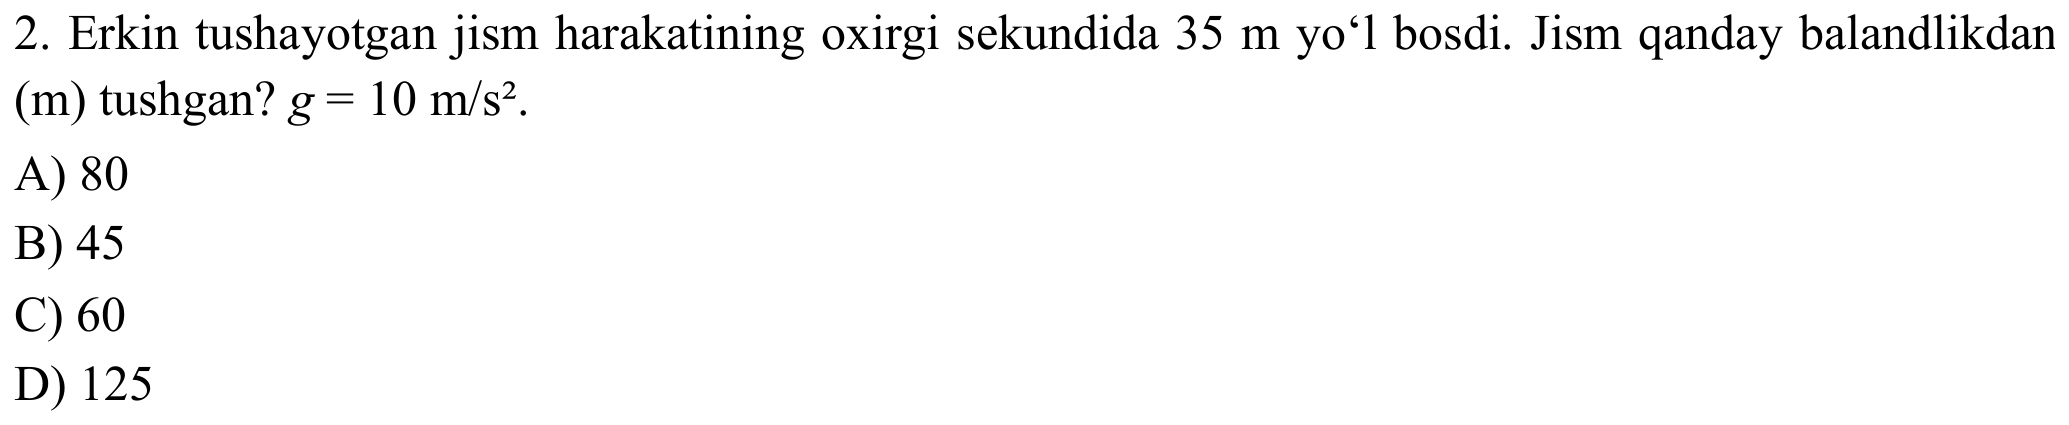 2. Erkin tushayotgan jism harakatining oxirgi sekundida 35 m yo‘l bosdi. Jism qanday balandlikdan
(m) tushgan? g = 10 m/s².
A) 80
B) 45
C) 60
D) 125